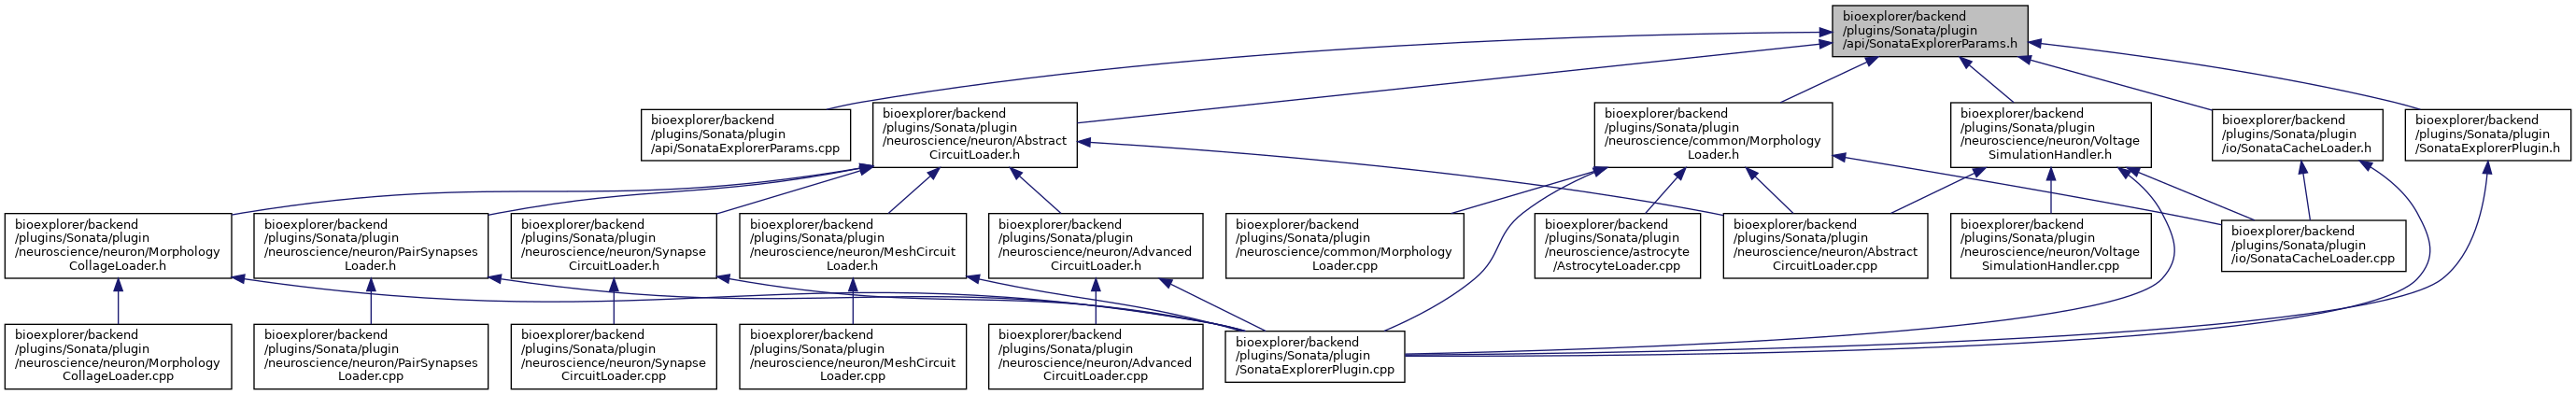 bioexplorer/backend
/plugins/Sonata/plugin
/api/SonataExplorerParams.h
bioexplorer/backend
/plugins/Sonata/plugin
/api/SonataExplorerParams.cpp
bioexplorer/backend
/plugins/Sonata/plugin
/neuroscience/neuron/Abstract
CircuitLoader.h
bioexplorer/backend
/plugins/Sonata/plugin
/neuroscience/common/Morphology
Loader.h
bioexplorer/backend
/plugins/Sonata/plugin
/neuroscience/neuron/Voltage
SimulationHandler.h
bioexplorer/backend
/plugins/Sonata/plugin
/io/SonataCacheLoader.h
bioexplorer/backend
/plugins/Sonata/plugin
/SonataExplorerPlugin.h
bioexplorer/backend
/plugins/Sonata/plugin
/neuroscience/neuron/Morphology
CollageLoader.h
bioexplorer/backend
/plugins/Sonata/plugin
/neuroscience/neuron/PairSynapses
Loader.h
bioexplorer/backend
/plugins/Sonata/plugin
/neuroscience/neuron/Synapse
CircuitLoader.h
bioexplorer/backend
/plugins/Sonata/plugin
/neuroscience/neuron/MeshCircuit
Loader.h
bioexplorer/backend
/plugins/Sonata/plugin
/neuroscience/neuron/Advanced
CircuitLoader.h
bioexplorer/backend
/plugins/Sonata/plugin
/neuroscience/common/Morphology
Loader.cpp
bioexplorer/backend
/plugins/Sonata/plugin
/neuroscience/astrocyte
/AstrocyteLoader.cpp
bioexplorer/backend
/plugins/Sonata/plugin
/neuroscience/neuron/Abstract
CircuitLoader.cpp
bioexplorer/backend
/plugins/Sonata/plugin
/neuroscience/neuron/Voltage
SimulationHandler.cpp
bioexplorer/backend
/plugins/Sonata/plugin
/io/SonataCacheLoader.cpp
bioexplorer/backend
/plugins/Sonata/plugin
/neuroscience/neuron/Morphology
CollageLoader.cpp
bioexplorer/backend
/plugins/Sonata/plugin
/neuroscience/neuron/PairSynapses
Loader.cpp
bioexplorer/backend
/plugins/Sonata/plugin
/neuroscience/neuron/Synapse
CircuitLoader.cpp
bioexplorer/backend
/plugins/Sonata/plugin
/neuroscience/neuron/MeshCircuit
Loader.cpp
bioexplorer/backend
/plugins/Sonata/plugin
/neuroscience/neuron/Advanced
CircuitLoader.cpp
bioexplorer/backend
/plugins/Sonata/plugin
/SonataExplorerPlugin.cpp